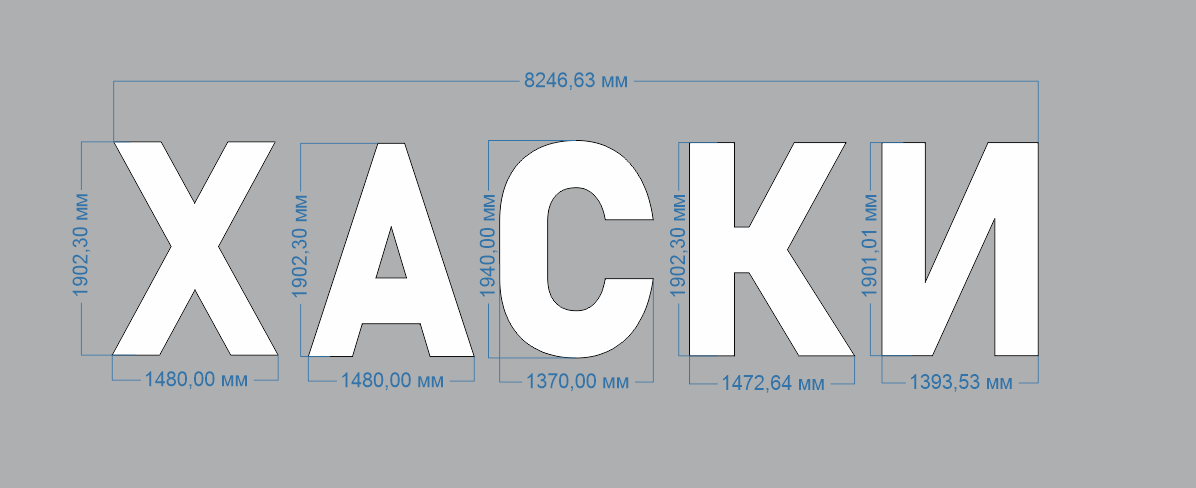 8246,63 мм
ХАСКИ
1902,30 мм
1902,30 мм
1940,00 мм
1902,30 мм
1901,01 мм
1480,00 мм
1480,00 мм
1370,00 мм
1472,64 мм
1393,53 мм